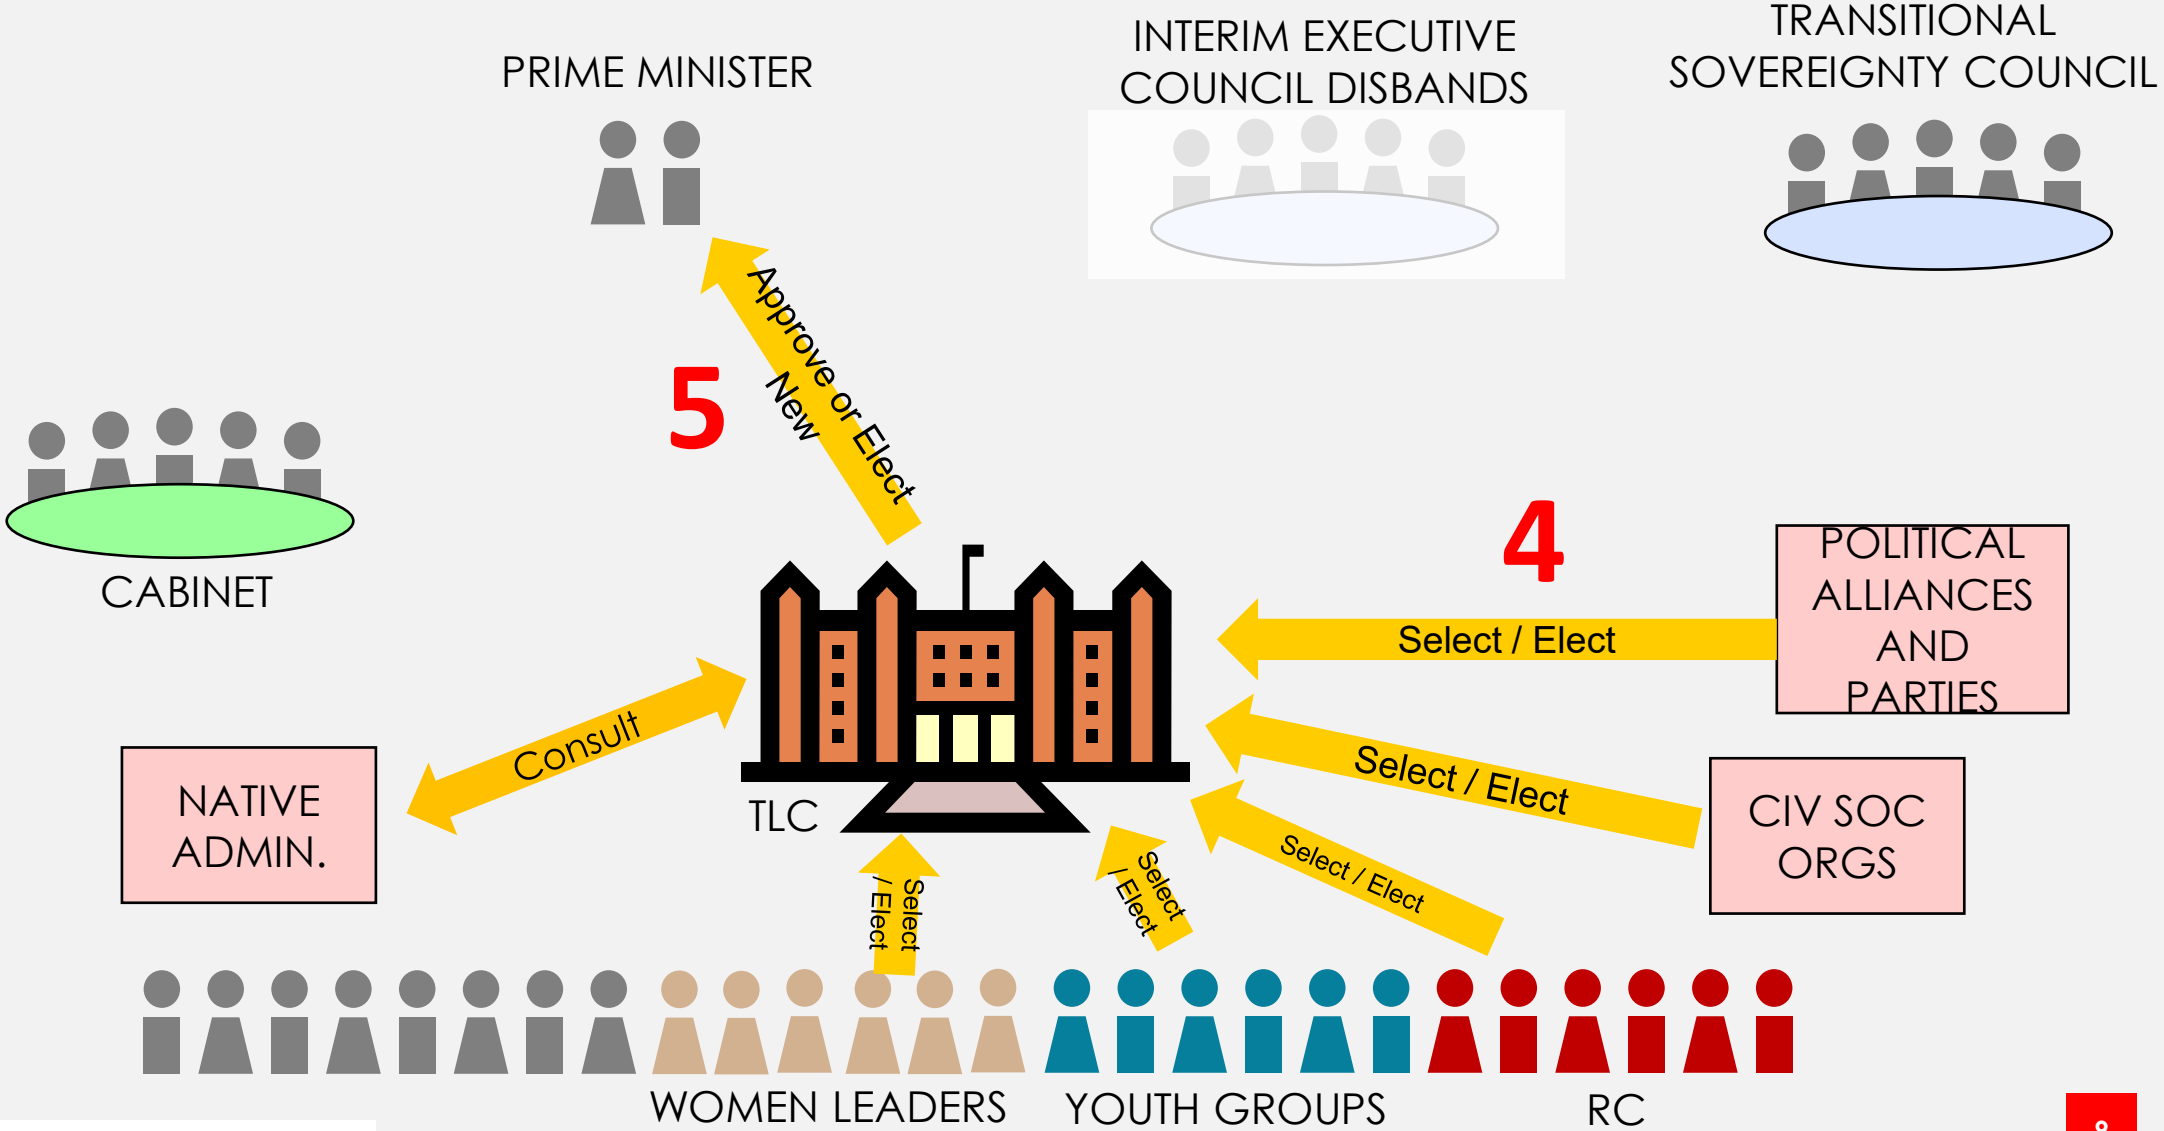 PRIME MINISTER
INTERIM EXECUTIVE
COUNCIL DISBANDS
TRANSITIONAL
SOVEREIGNTY COUNCIL
Approve or Elect
New
5
4
CABINET
POLITICAL
ALLIANCES
AND
PARTIES
Select / Elect
Consult
Select / Elect
NATIVE
ADMIN.
TLC
CIV SOC
ORGS
Select
/ Elect
Select
/ Elect
Select / Elect
WOMEN LEADERS
YOUTH GROUPS
RC